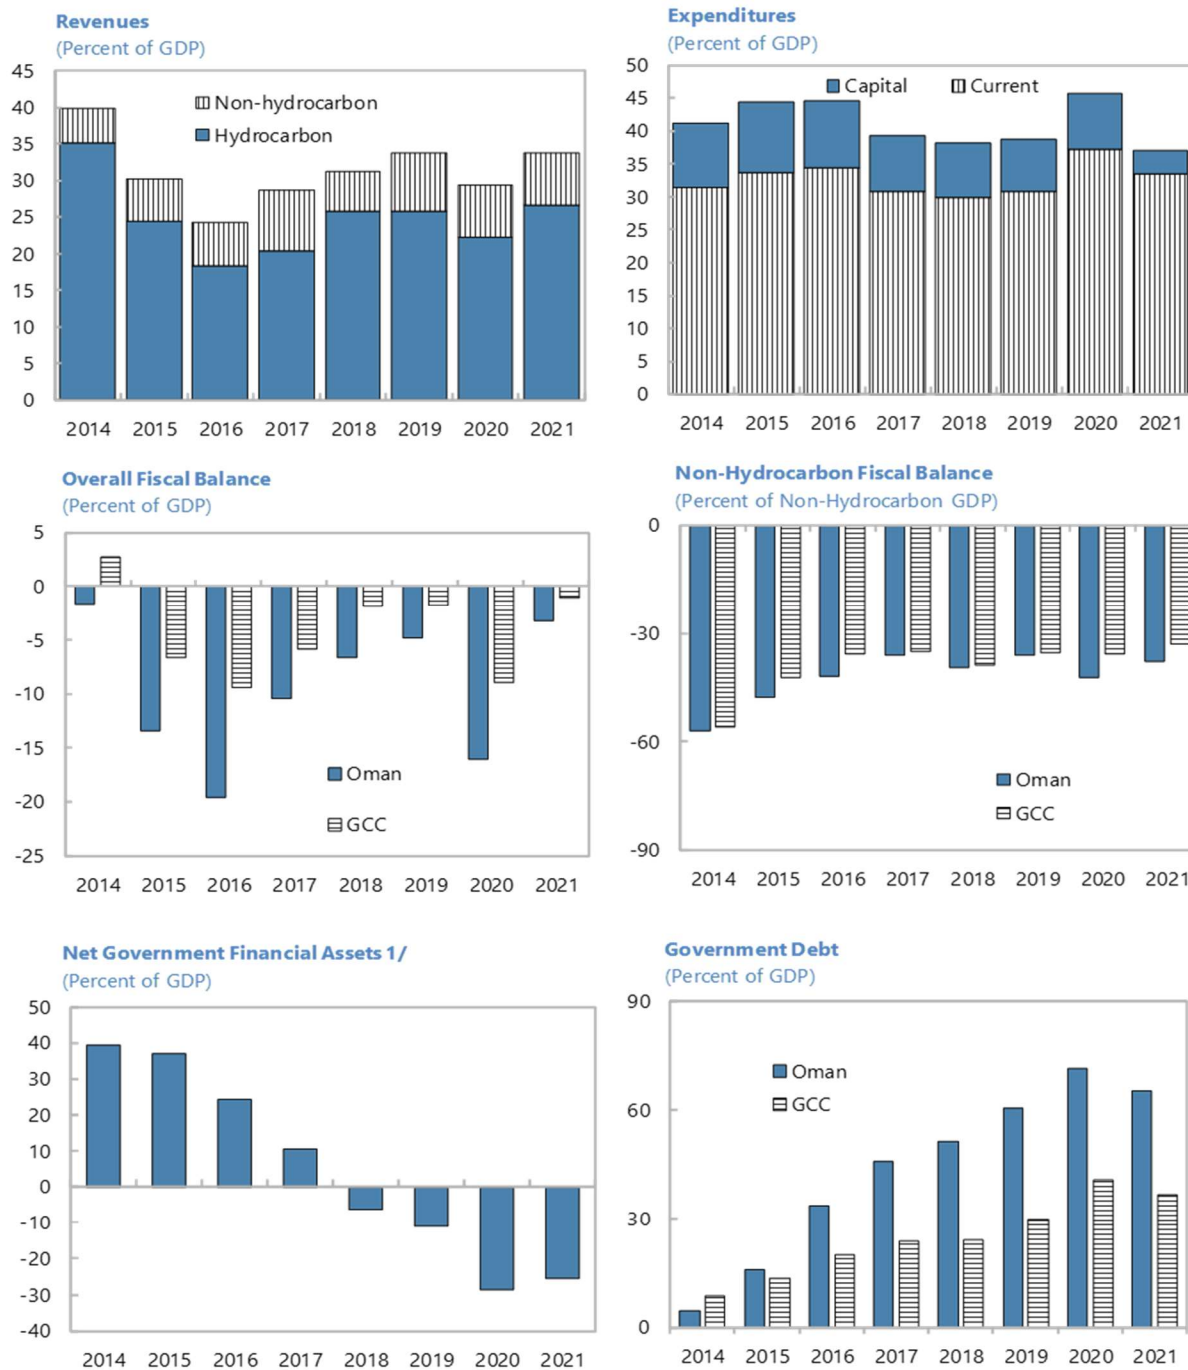 Revenues
(Percent of GDP)
45
40
35
30
25
20
15
10
5
0
Non-hydrocarbon
Hydrocarbon
2014 2015 2016 2017 2018 2019 2020 2021
Expenditures
(Percent of GDP)
50
45
40
35
30
25
20
15
10
5
0
Capital Current
2014 2015 2016 2017 2018 2019 2020 2021
Overall Fiscal Balance
(Percent of GDP)
5
0
-5
-10
-15
-20
-25
Oman
GCC
2014 2015 2016 2017 2018 2019 2020 2021
Non-Hydrocarbon Fiscal Balance
(Percent of Non-Hydrocarbon GDP)
0
-30
-60
-90
Oman
GCC
2014 2015 2016 2017 2018 2019 2020 2021
Net Government Financial Assets 1/
(Percent of GDP)
50
40
30
20
10
0
-10
-20
-30
-40
2014 2015 2016 2017 2018 2019 2020 2021
Government Debt
(Percent of GDP)
90
60
30
0
Oman
GCC
2014 2015 2016 2017 2018 2019 2020 2021